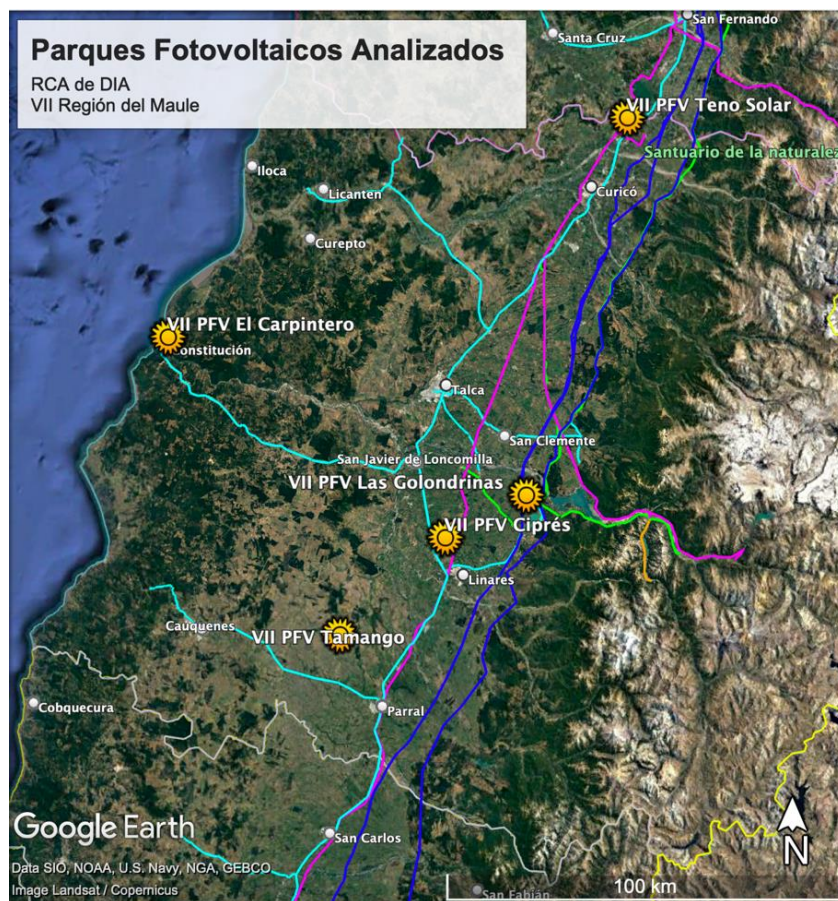 Parques Fotovoltaicos Analizados
RCA de DIA
VII Región del Maule
San Fernando
Santa Cruz
VII PFV Teno Solar
Santuario de la naturalez
Iloca
Licanten
Curicó
Curepto
VII PFV El Carpintero
onstitución
Talca
San Clemente
San Javier de Loncomilla
VII PFV Las Golondrinas
VII PFV Ciprés
Linares
Cauquenes
VII PFV Tamango
Cobquecura
Parral
San Carlos
Google Earth
N
Data SIO, NOAA, U.S. Navy, NGA, GEBCO
Image Landsat / Copernicus
100 km
San Fabián